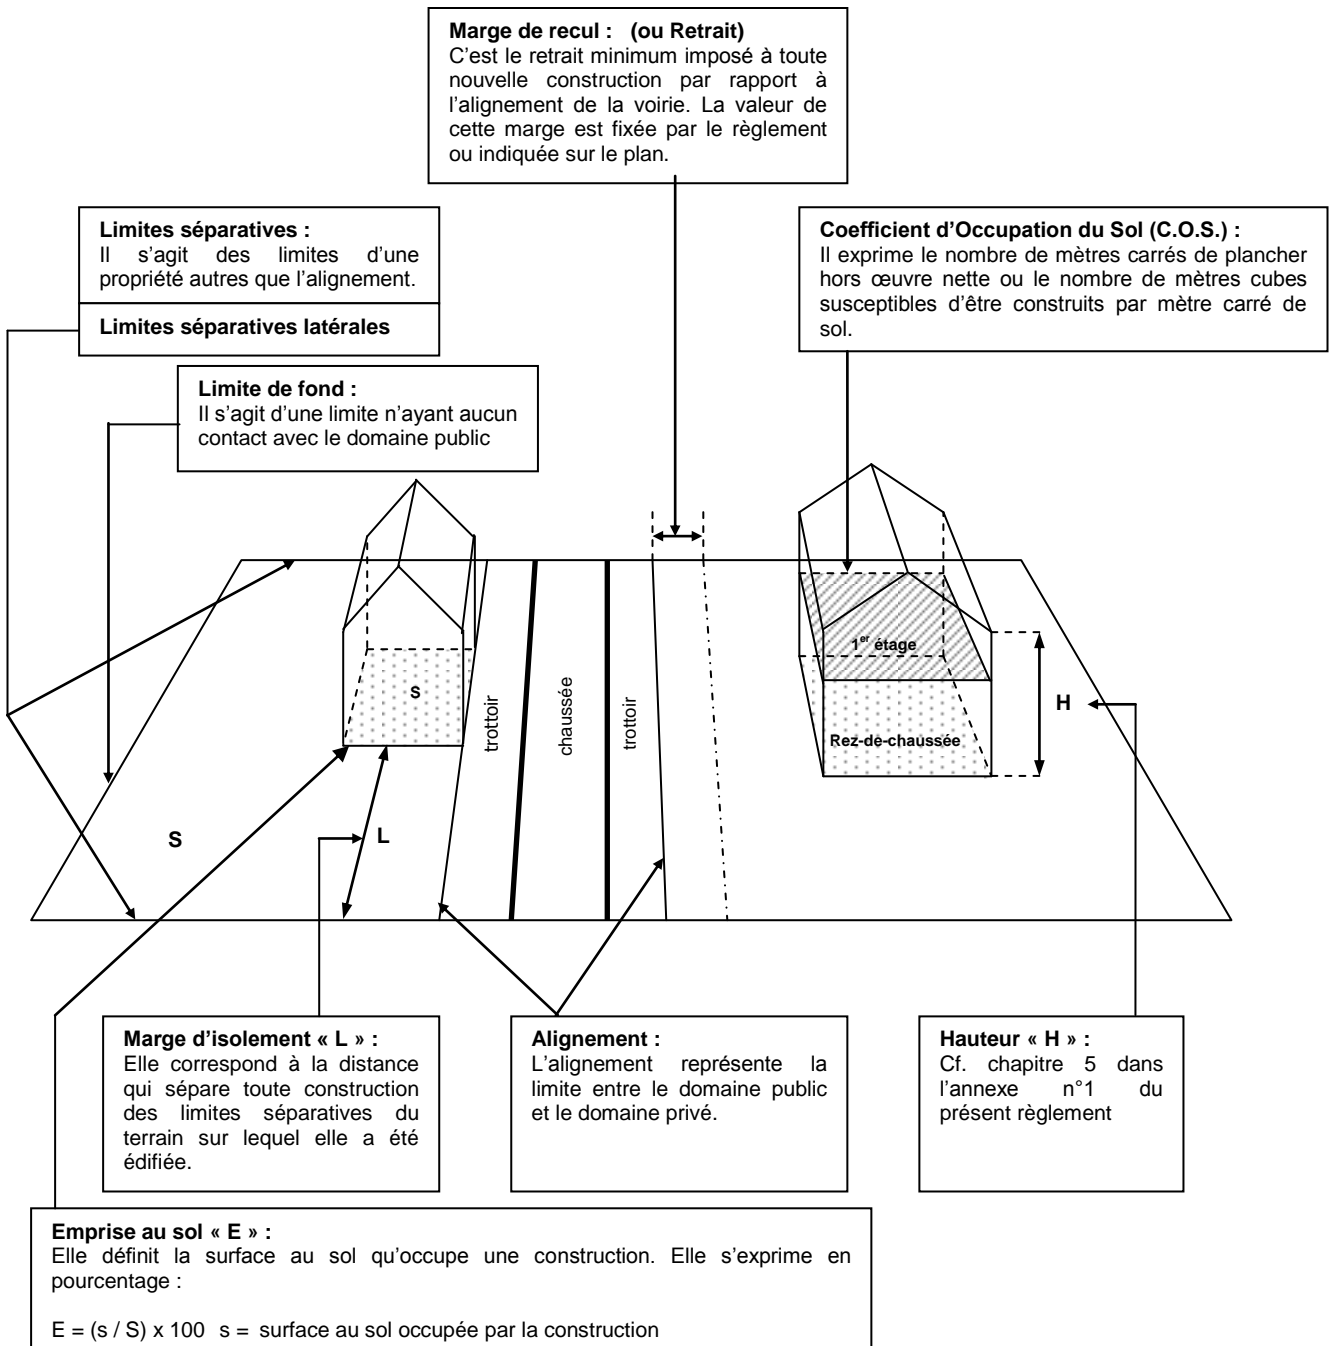 Marge de recul :   (ou Retrait)
C’est le retrait minimum imposé à toute
nouvelle construction par rapport à
l’alignement de la voirie. La valeur de
cette marge est fixée par le règlement
ou indiquée sur le plan.
Limites séparatives :
Il s’agit des limites d’une
propriété autres que l’alignement.
Limites séparatives latérales
Coefficient d’Occupation du Sol (C.O.S.) :
Il exprime le nombre de mètres carrés de plancher
hors œuvre nette ou le nombre de mètres cubes
susceptibles d’être construits par mètre carré de
sol.
Limite de fond :
Il s’agit d’une limite n’ayant aucun
contact avec le domaine public
1er étage
S
trottoir
chaussée
trottoir
H
Rez-de-chaussée
S
L
Marge d’isolement « L » :
Elle correspond à la distance
qui sépare toute construction
des limites séparatives du
terrain sur lequel elle a été
édifiée.
Alignement :
L’alignement représente la
limite entre le domaine public
et le domaine privé.
Hauteur « H » :
Cf. chapitre 5 dans
l’annexe n°1 du
présent règlement
Emprise au sol « E » :
Elle définit la surface au sol qu’occupe une construction. Elle s’exprime en
pourcentage :
E = (s / S) x 100  s =  surface au sol occupée par la construction